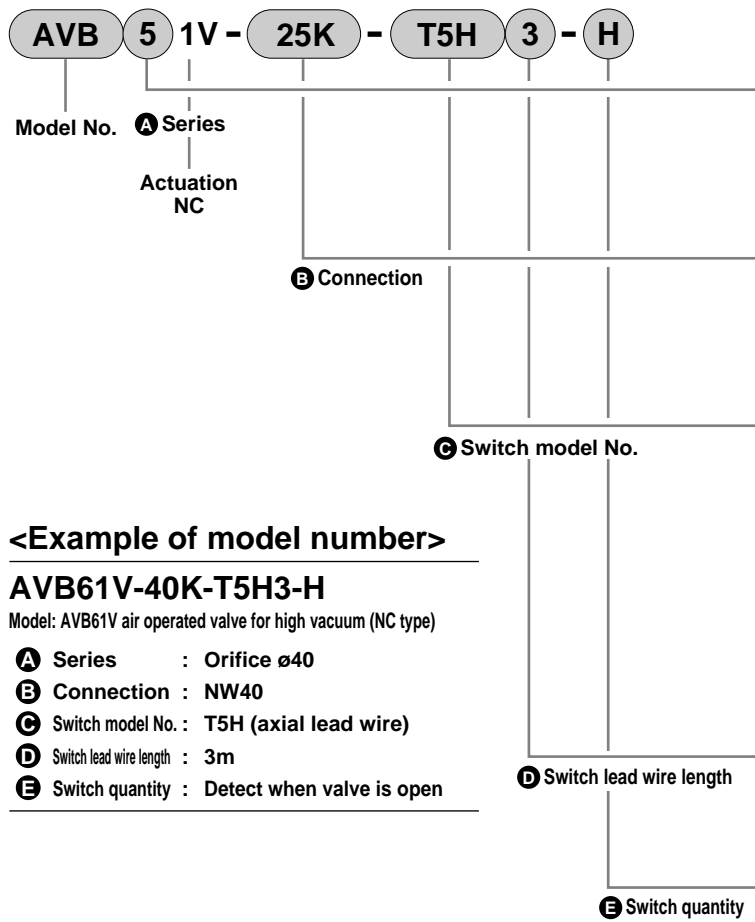 AVB 5 1V - 25K - T5H 3 - H
Model No. A Series
Actuation
NC
B Connection
C Switch model No.
<Example of model number>
AVB61V-40K-T5H3-H
Model: AVB61V air operated valve for high vacuum (NC type)
A Series : Orifice ø40
B Connection : NW40
C Switch model No. : T5H (axial lead wire)
D Switch lead wire length : 3m
E Switch quantity : Detect when valve is open
D Switch lead wire length
E Switch quantity